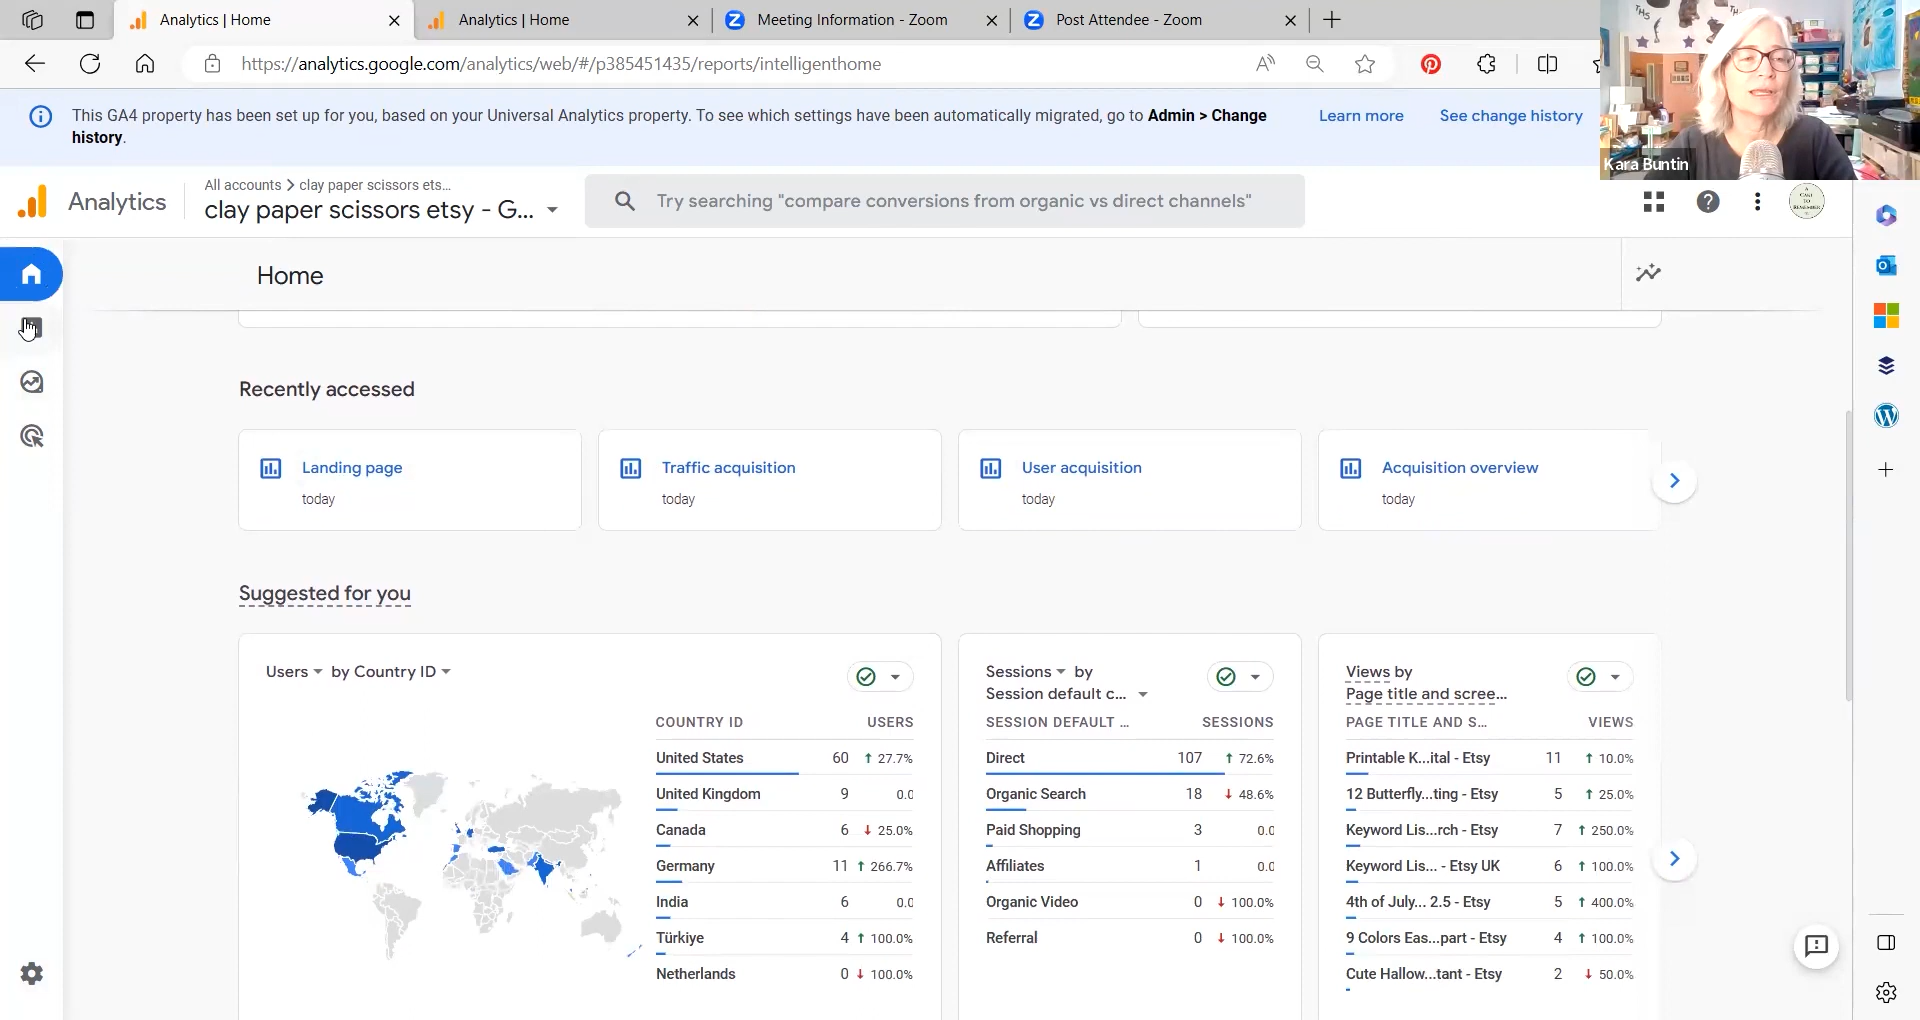 Analytics | Home
Analytics | Home
Meeting Information - Zoom
Post Attendee - Zoom
https://analytics.google.com/analytics/web/#/p385451435/reports/intelligenthome
This GA4 property has been set up for you, based on your Universal Analytics property. To see which settings have been automatically migrated, go to Admin > Change
history.
Learn more
See change history
Kara Buntin
Analytics
All accounts > clay paper scissors ets...
clay paper scissors etsy - G...
Try searching "compare conversions from organic vs direct channels"
Home
Recently accessed
Landing page
today
Traffic acquisition
today
User acquisition
today
Acquisition overview
today
Suggested for you
Users by Country ID
COUNTRY ID USERS
United States 60 ↑ 27.7%
United Kingdom 9 0.0
Canada 6 ↓ 25.0%
Germany 11 ↑ 266.7%
India 6 0.0
Türkiye 4 ↑ 100.0%
Netherlands 0 ↓ 100.0%
Sessions by
Session default c...
SESSION DEFAULT ... SESSIONS
Direct 107 ↑ 72.6%
Organic Search 18 ↓ 48.6%
Paid Shopping 3 0.0
Affiliates 1 0.0
Organic Video 0 ↓ 100.0%
Referral 0 ↓ 100.0%
Views by
Page title and scree...
PAGE TITLE AND S... VIEWS
Printable K...ital - Etsy 11 ↑ 10.0%
12 Butterfly...ting - Etsy 5 ↑ 25.0%
Keyword Lis...rch - Etsy 7 ↑ 250.0%
Keyword Lis... - Etsy UK 6 ↑ 100.0%
4th of July... 2.5 - Etsy 5 ↑ 400.0%
9 Colors Eas...part - Etsy 4 ↑ 100.0%
Cute Hallow...tant - Etsy 2 ↓ 50.0%